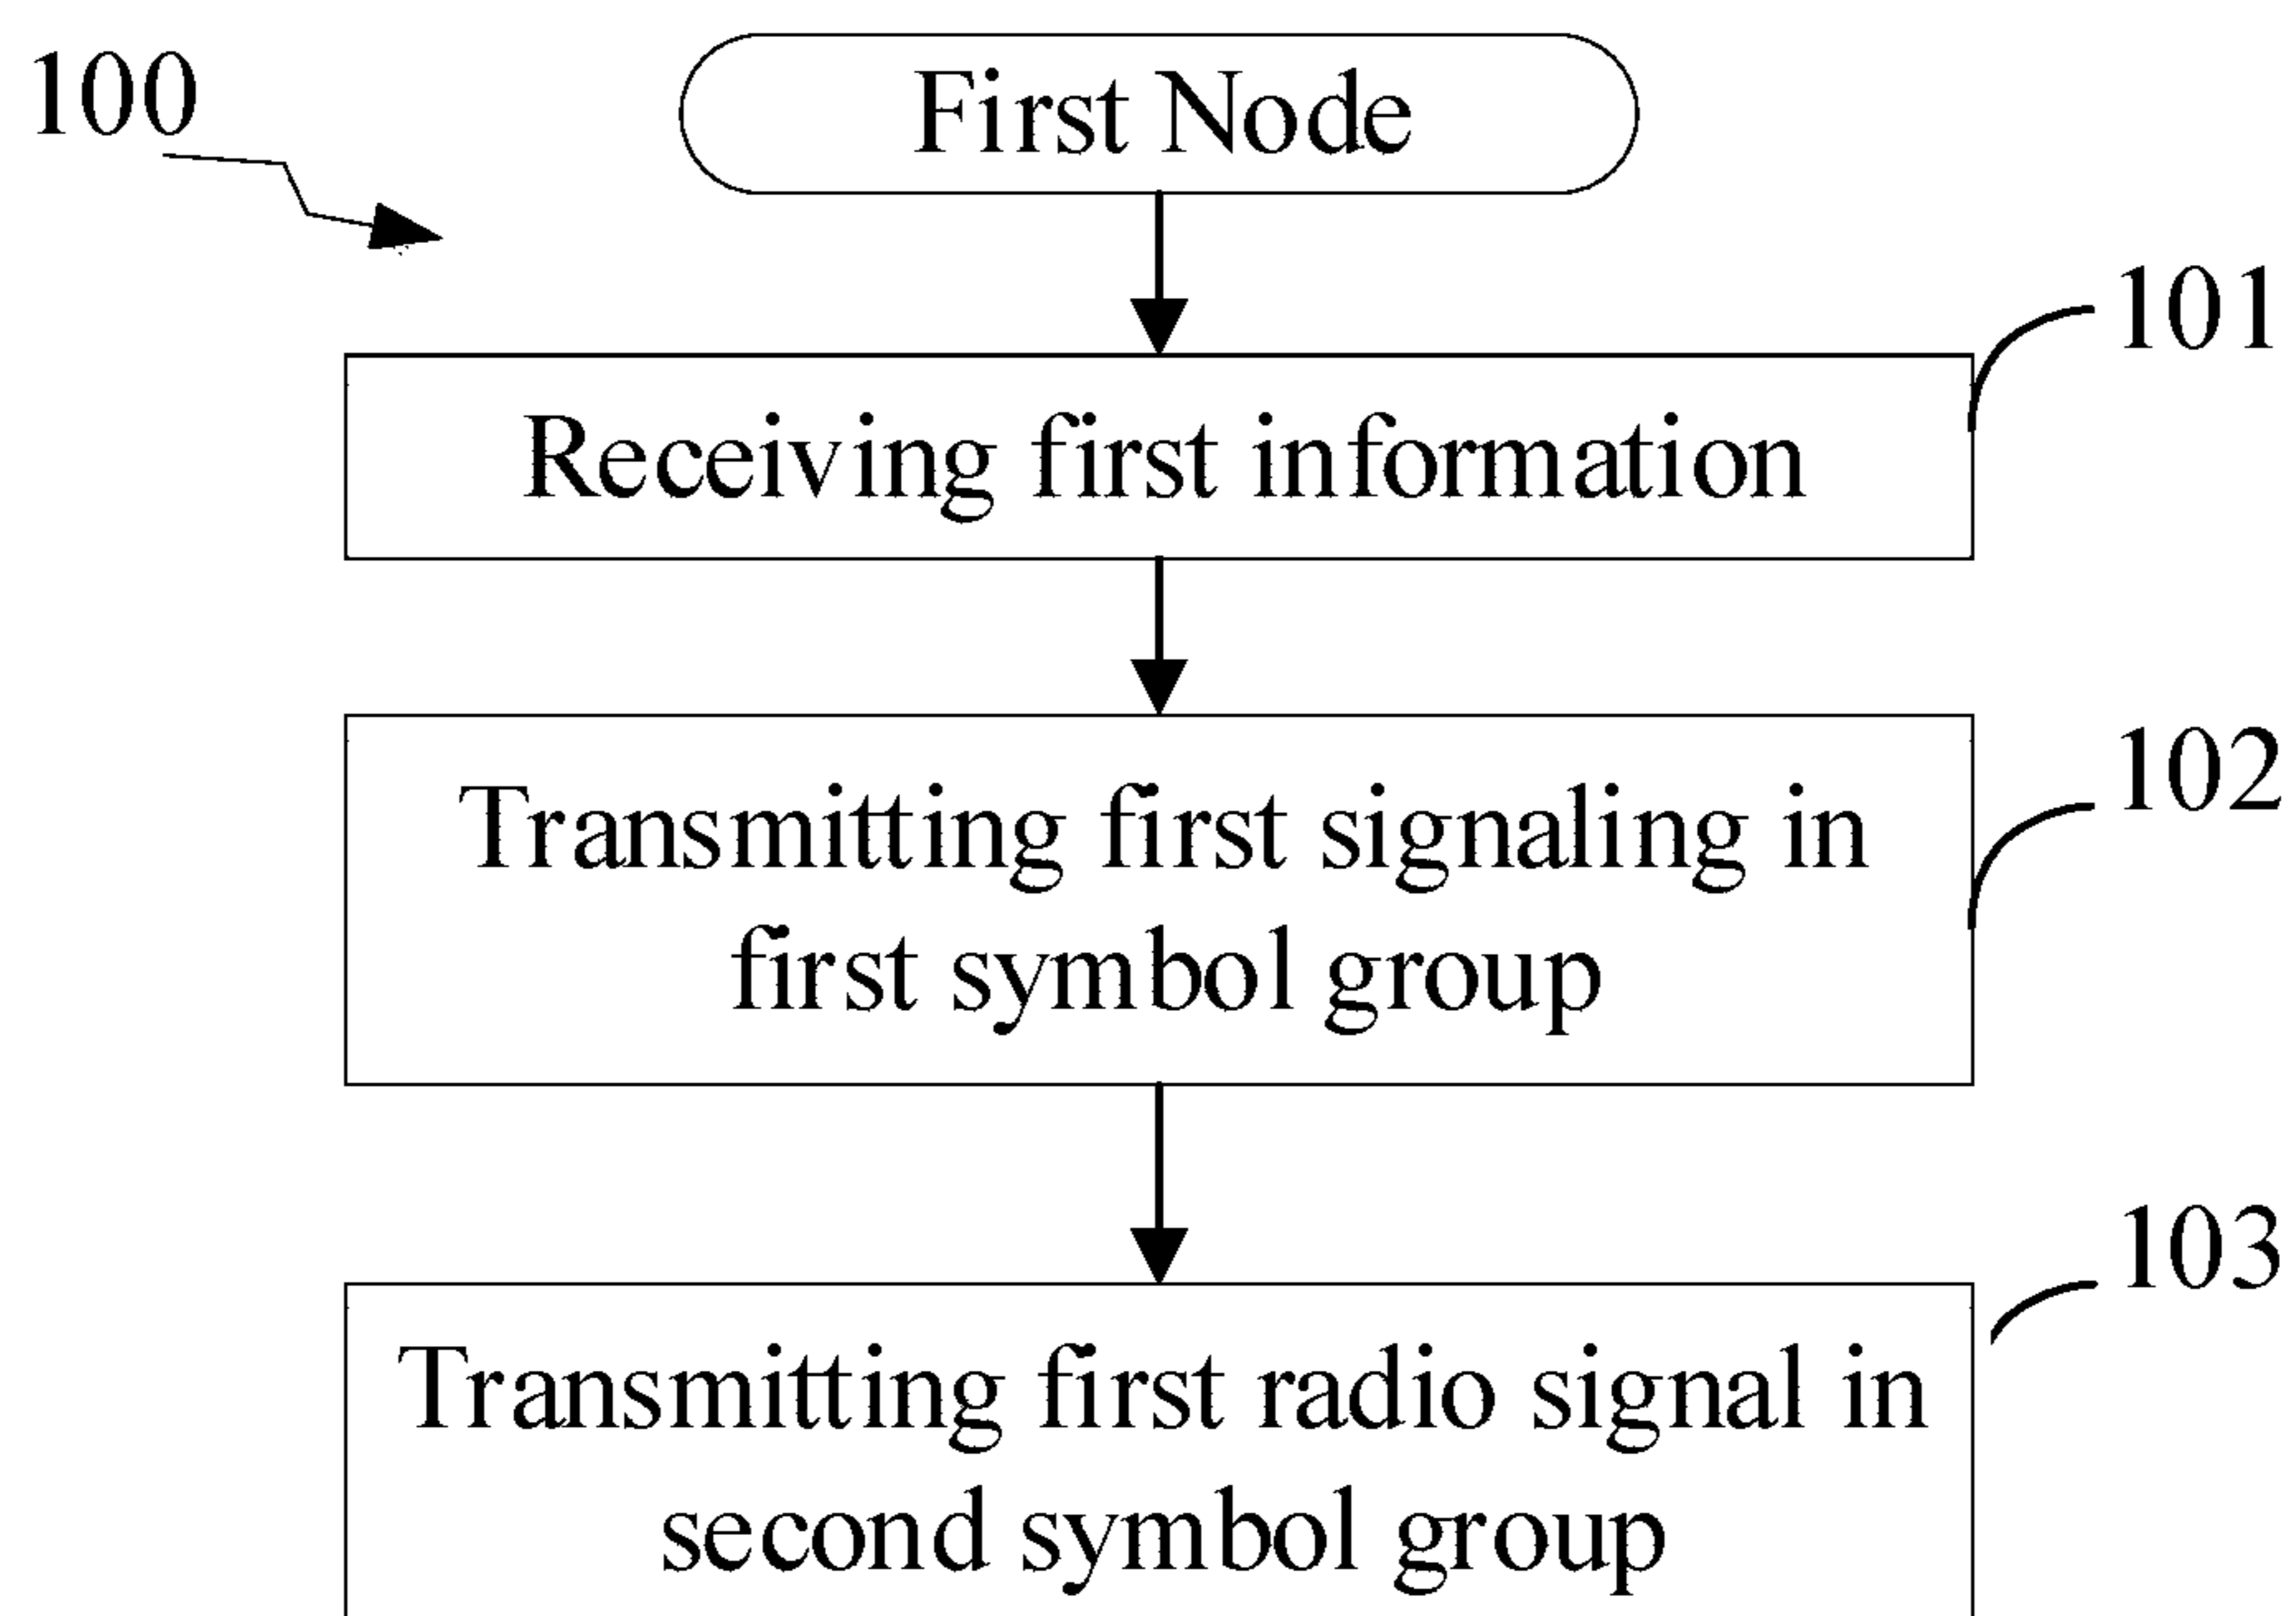 100
First Node
101
Receiving first information
102
Transmitting first signaling in
first symbol group
103
Transmitting first radio signal in
second symbol group